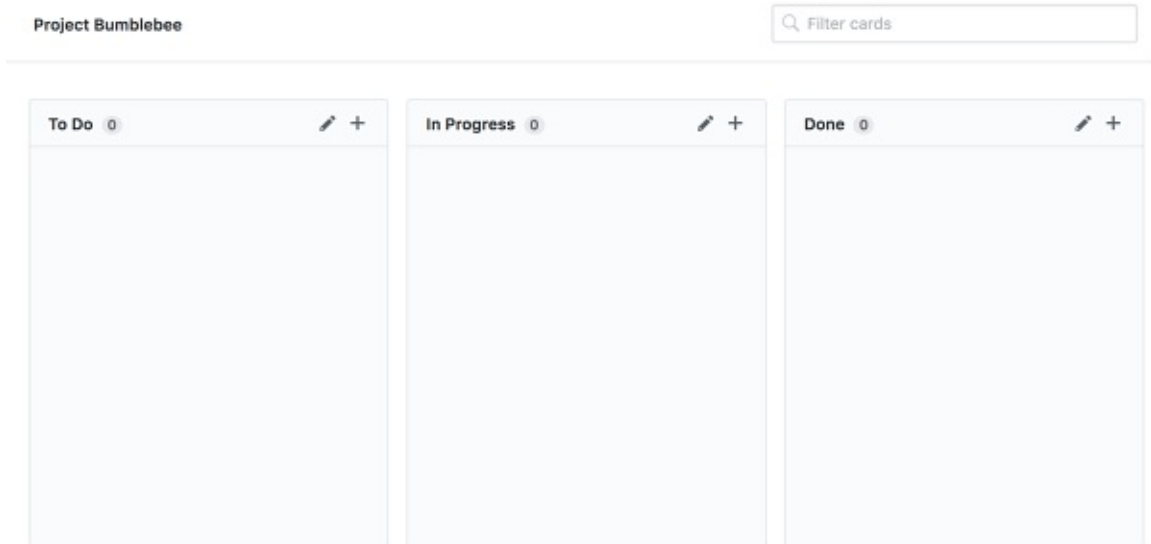 Project Bumblebee
Filter cards
To Do 0
In Progress 0
Done 0